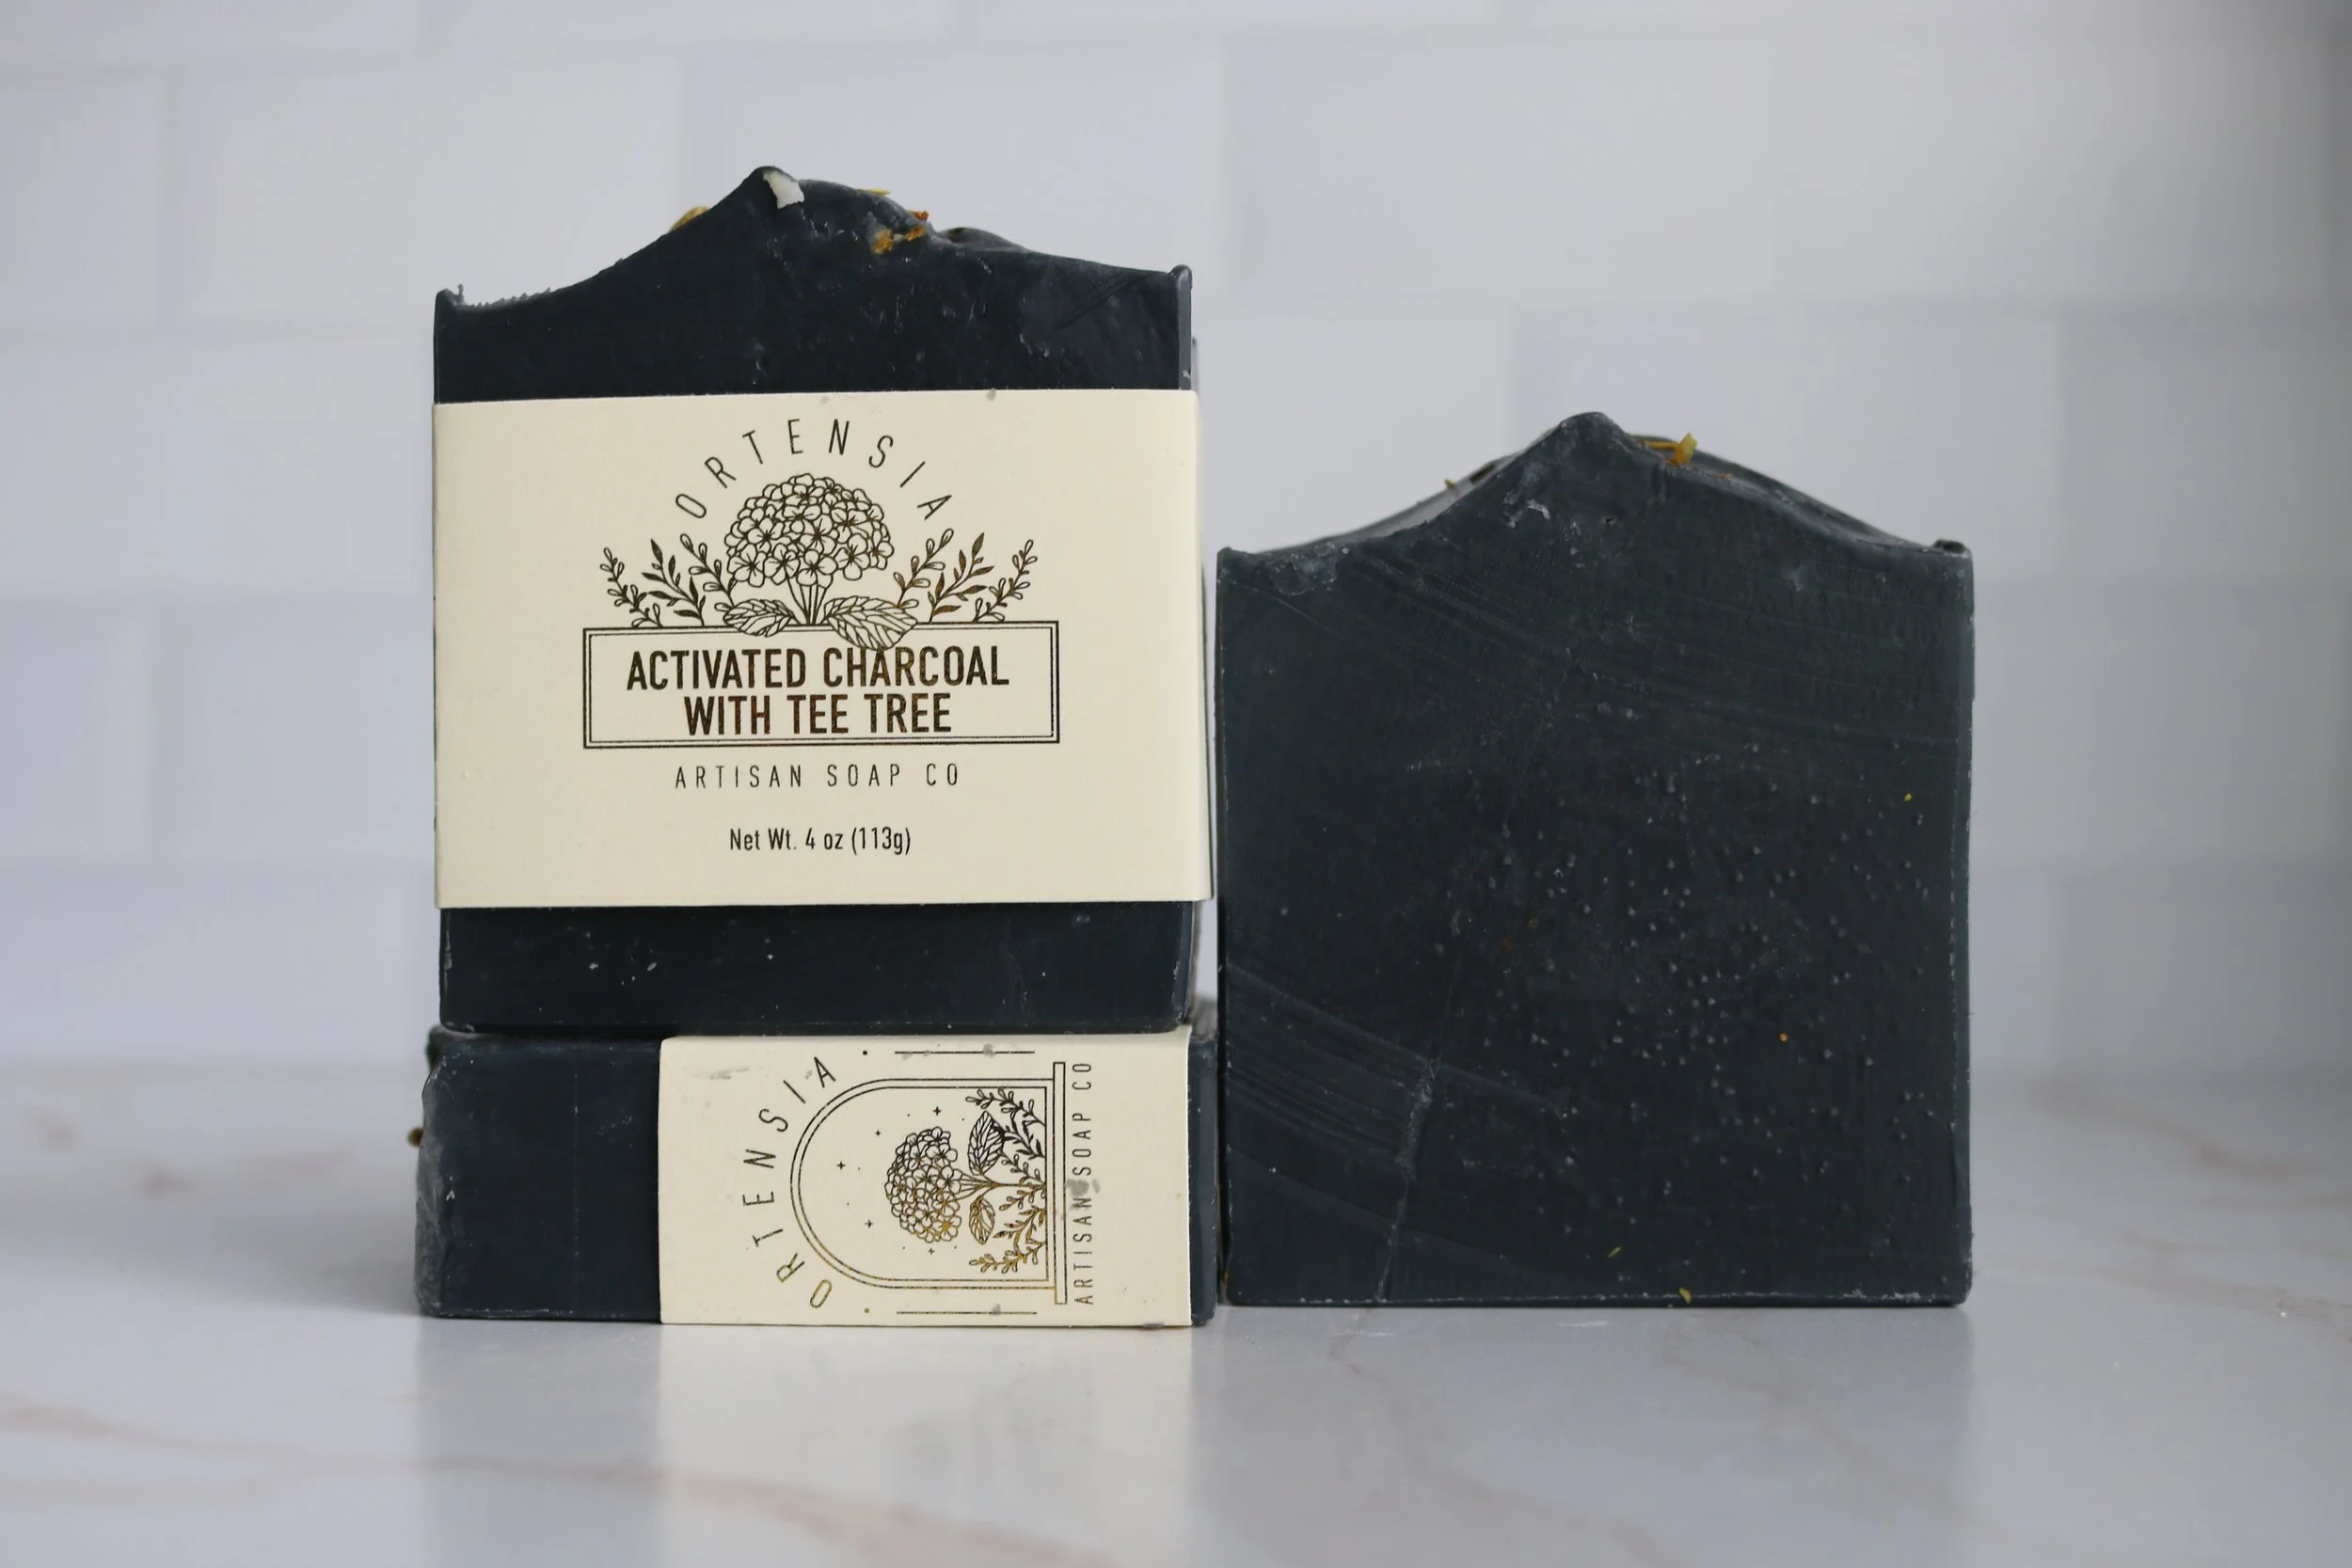 ORTENSIA
ACTIVATED CHARCOAL
WITH TEE TREE
ARTISAN SOAP CO
Net Wt. 4 oz (113g)
ORTENSIA
ARTISAN SOAP CO